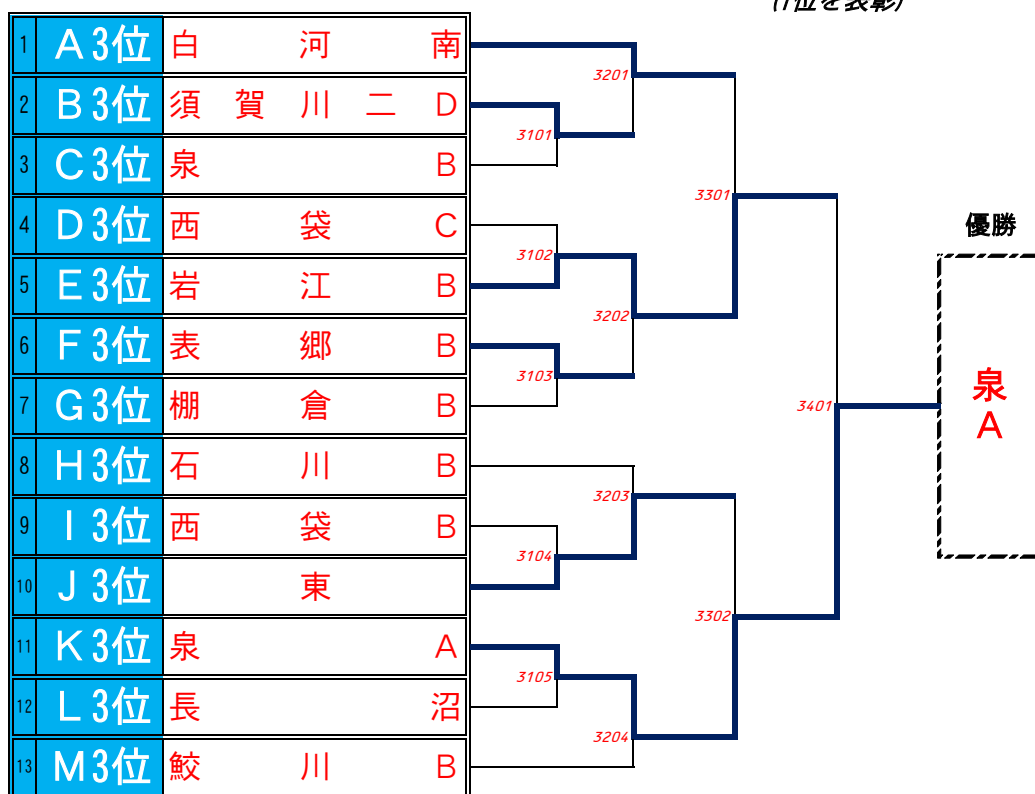 (1位を表彰)
1 A3位 白河南
2 B3位 須賀川二D
3 C3位 泉B
4 D3位 西袋C
5 E3位 岩江B
6 F3位 表郷B
7 G3位 棚倉B
8 H3位 石川B
9 I3位 西袋B
10 J3位 東
11 K3位 泉A
12 L3位 長沼
13 M3位 鮫川B
3101
3102
3103
3104
3105
3201
3202
3203
3204
3301
3302
3401
優勝
泉A